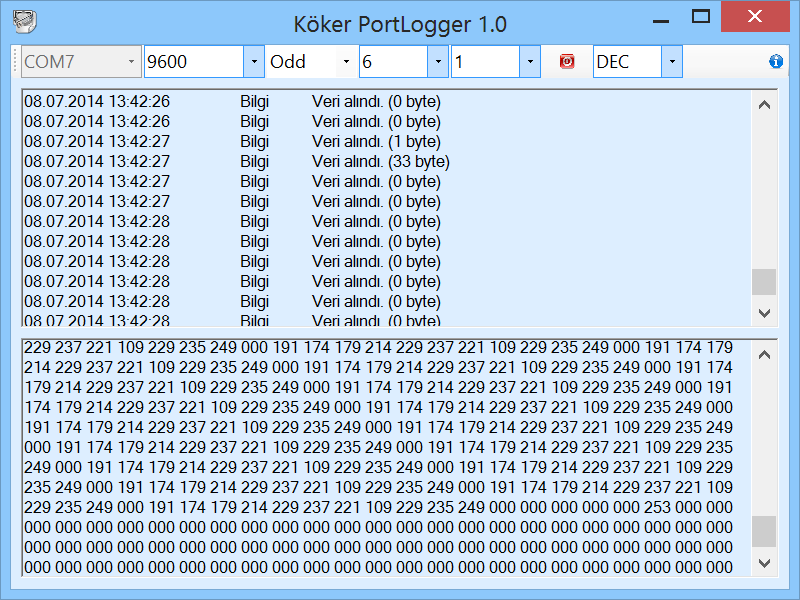 Köker PortLogger 1.0
COM7 9600 Odd 6 1 DEC
08.07.2014 13:42:26 Bilgi Veri alındı. (0 byte)
08.07.2014 13:42:26 Bilgi Veri alındı. (0 byte)
08.07.2014 13:42:27 Bilgi Veri alındı. (1 byte)
08.07.2014 13:42:27 Bilgi Veri alındı. (33 byte)
08.07.2014 13:42:27 Bilgi Veri alındı. (0 byte)
08.07.2014 13:42:27 Bilgi Veri alındı. (0 byte)
08.07.2014 13:42:28 Bilgi Veri alındı. (0 byte)
08.07.2014 13:42:28 Bilgi Veri alındı. (0 byte)
08.07.2014 13:42:28 Bilgi Veri alındı. (0 byte)
08.07.2014 13:42:28 Bilgi Veri alındı. (0 byte)
08.07.2014 13:42:28 Bilgi Veri alındı. (0 byte)
08.07.2014 13:42:28 Bilgi Veri alındı. (0 byte)
229 237 221 109 229 235 249 000 191 174 179 214 229 237 221 109 229 235 249 000 191 174 179
214 229 237 221 109 229 235 249 000 191 174 179 214 229 237 221 109 229 235 249 000 191 174
179 214 229 237 221 109 229 235 249 000 191 174 179 214 229 237 221 109 229 235 249 000 191
174 179 214 229 237 221 109 229 235 249 000 191 174 179 214 229 237 221 109 229 235 249 000
191 174 179 214 229 237 221 109 229 235 249 000 191 174 179 214 229 237 221 109 229 235 249
000 191 174 179 214 229 237 221 109 229 235 249 000 191 174 179 214 229 237 221 109 229 235
249 000 191 174 179 214 229 237 221 109 229 235 249 000 191 174 179 214 229 237 221 109 229
235 249 000 191 174 179 214 229 237 221 109 229 235 249 000 191 174 179 214 229 237 221 109
229 235 249 000 191 174 179 214 229 237 221 109 229 235 249 000 000 000 000 000 253 000 000
000 000 000 000 000 000 000 000 000 000 000 000 000 000 000 000 000 000 000 000 000 000 000
000 000 000 000 000 000 000 000 000 000 000 000 000 000 000 000 000 000 000 000 000 000 000
000 000 000 000 000 000 000 000 000 000 000 000 000 000 000 000 000 000 000 000 000 000 000